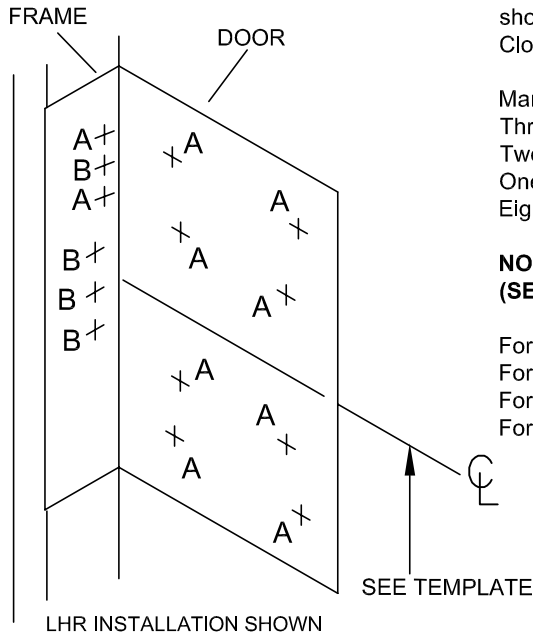 FRAME
DOOR
A
B
A
B
B
B
A
A
A
A
A
A
A
A
CL
SEE TEMPLATE
LHR INSTALLATION SHOWN
sho
Clo
Mar
Thr
Two
One
Eig
NO
(SE
For
For
For
For